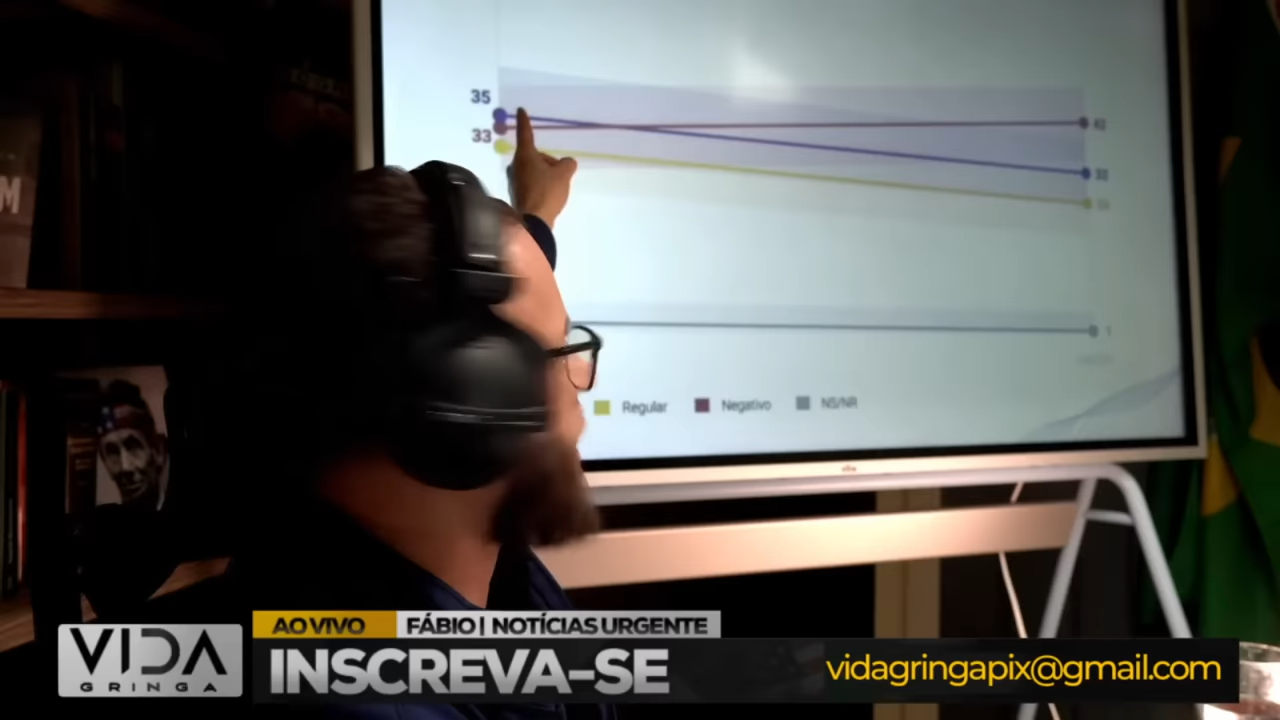 35
33
M
Regular
Negativo
NS/NR
AO VIVO
FÁBIO | NOTÍCIAS URGENTE
VIDA
GRINGA
INSCREVA-SE
vidagringapix@gmail.com